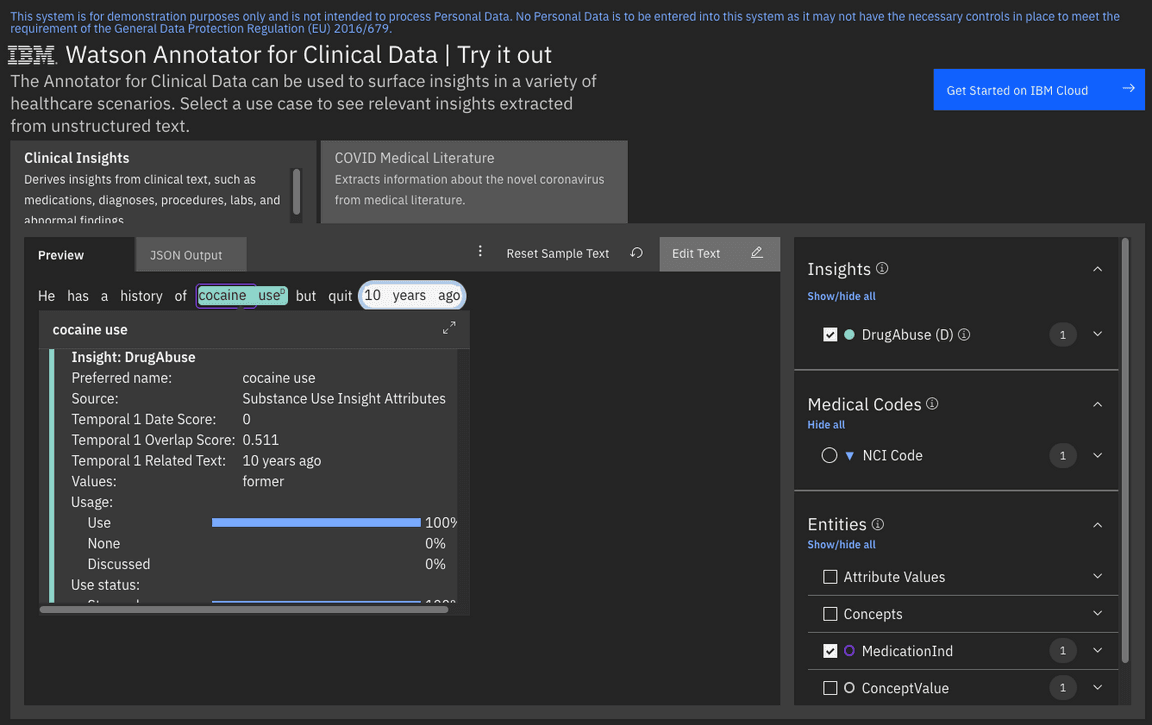 This system is for demonstration purposes only and is not intended to process Personal Data. No Personal Data is to be entered into this system as it may not have the necessary controls in place to meet the
requirement of the General Data Protection Regulation (EU) 2016/679.
IBM. Watson Annotator for Clinical Data | Try it out
The Annotator for Clinical Data can be used to surface insights in a variety of
healthcare scenarios. Select a use case to see relevant insights extracted
from unstructured text.
Get Started on IBM Cloud
Clinical Insights
Derives insights from clinical text, such as
medications, diagnoses, procedures, labs, and
abnormal findings
COVID Medical Literature
Extracts information about the novel coronavirus
from medical literature.
Preview
JSON Output
Reset Sample Text
Edit Text
He has a history of cocaine use D but quit 10 years ago
cocaine use
Insight: DrugAbuse
Preferred name: cocaine use
Source: Substance Use Insight Attributes
Temporal 1 Date Score: 0
Temporal 1 Overlap Score: 0.511
Temporal 1 Related Text: 10 years ago
Values: former
Usage:
Use 100%
None 0%
Discussed 0%
Use status:
Insights
Show/hide all
DrugAbuse (D) 1
Medical Codes
Hide all
NCI Code 1
Entities
Show/hide all
Attribute Values
Concepts
MedicationInd 1
ConceptValue 1